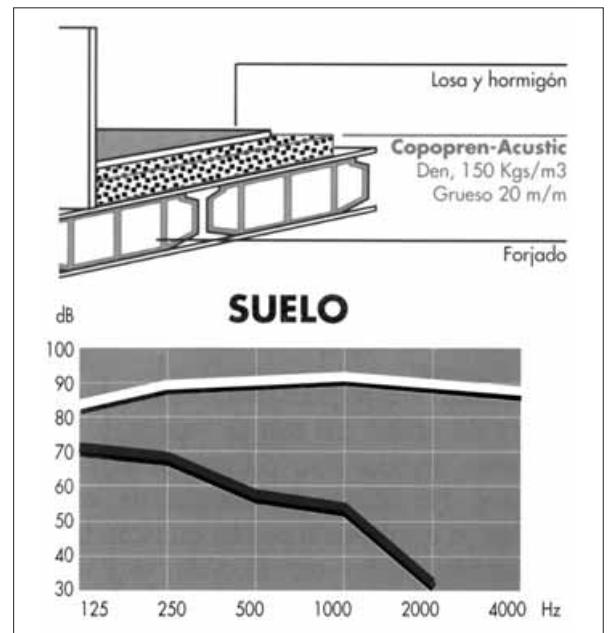 Losa y hormigón
Copopren-Acustic
Den, 150 Kgs/m3
Grueso 20 m/m
Forjado
SUELO
dB
100
90
80
70
60
50
40
30
125 250 500 1000 2000 4000 Hz